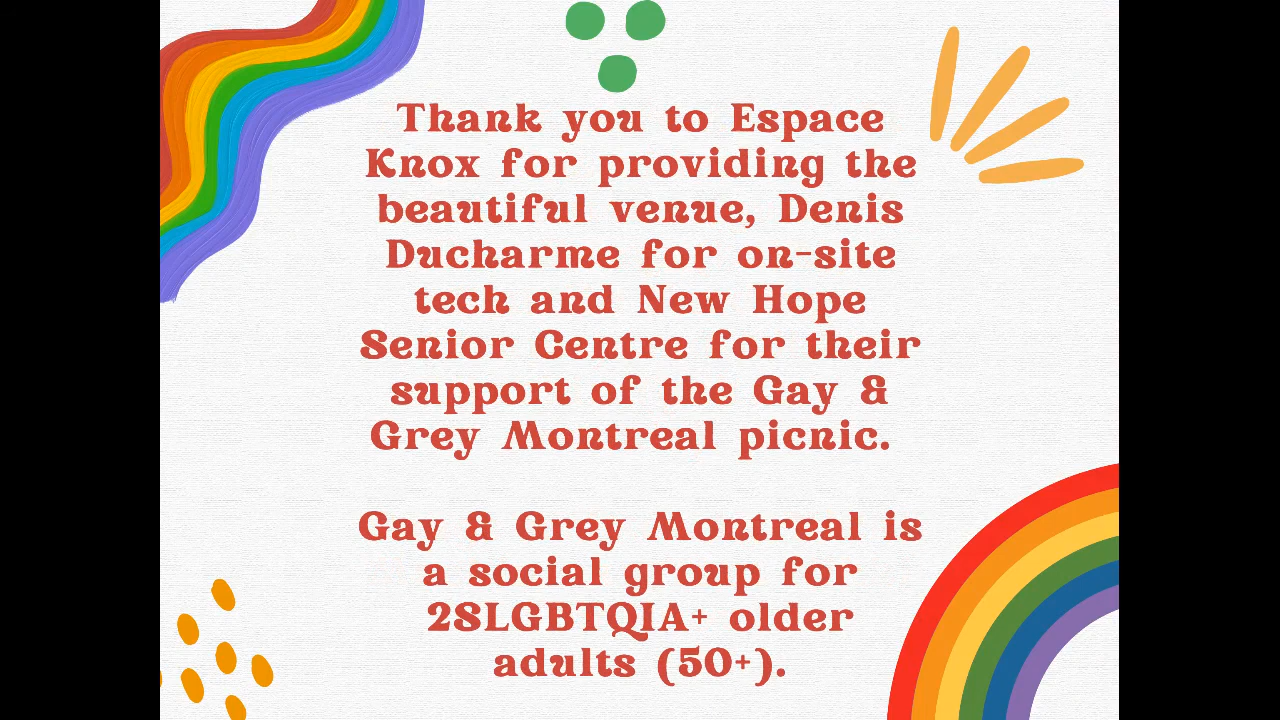 Thank you to Espace
Knox for providing the
beautiful venue, Denis
Ducharme for on-site
tech and New Hope
Senior Centre for their
support of the Gay &
Grey Montreal picnic.
Gay & Grey Montreal is
a social group for
2SLGBTQIA+ older
adults (50+).